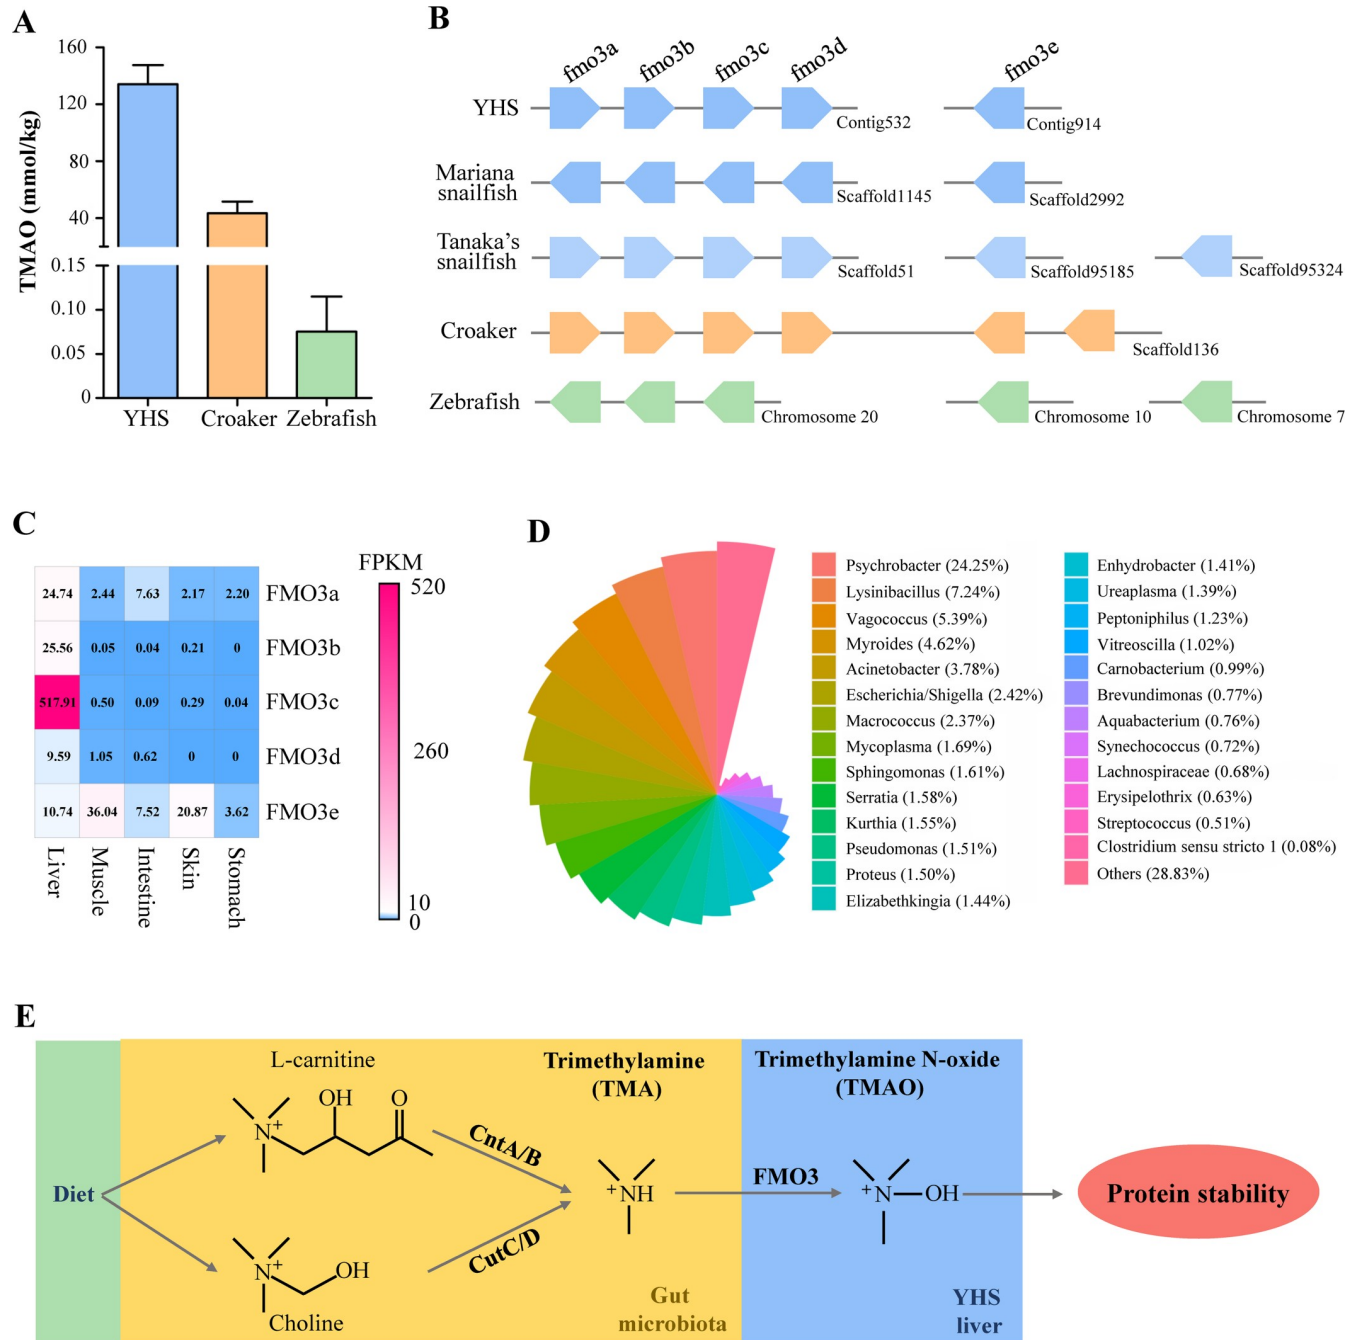 A
TMAO (mmol/kg)
160
120
80
40
0.15
0.10
0.05
0
YHS Croaker Zebrafish
B
fmo3a fmo3b fmo3c fmo3d fmo3e
YHS
Contig532
Contig914
Mariana
snailfish
Scaffold1145
Scaffold2992
Tanaka's
snailfish
Scaffold51
Scaffold95185
Scaffold95324
Croaker
Scaffold136
Zebrafish
Chromosome 20
Chromosome 10
Chromosome 7
C
24.74 2.44 7.63 2.17 2.20 FMO3a
25.56 0.05 0.04 0.21 0 FMO3b
517.91 0.50 0.09 0.29 0.04 FMO3c
9.59 1.05 0.62 0 0 FMO3d
10.74 36.04 7.52 20.87 3.62 FMO3e
Liver Muscle Intestine Skin Stomach
FPKM
520
260
10
0
D
Psychrobacter (24.25%)
Lysinibacillus (7.24%)
Vagococcus (5.39%)
Myroides (4.62%)
Acinetobacter (3.78%)
Escherichia/Shigella (2.42%)
Macrococcus (2.37%)
Mycoplasma (1.69%)
Sphingomonas (1.61%)
Serratia (1.58%)
Kurthia (1.55%)
Pseudomonas (1.51%)
Proteus (1.50%)
Elizabethkingia (1.44%)
Enhydrobacter (1.41%)
Ureaplasma (1.39%)
Peptoniphilus (1.23%)
Vitreoscilla (1.02%)
Carnobacterium (0.99%)
Brevundimonas (0.77%)
Aquabacterium (0.76%)
Synechococcus (0.72%)
Lachnospiraceae (0.68%)
Erysipelothrix (0.63%)
Streptococcus (0.51%)
Clostridium sensu stricto 1 (0.08%)
Others (28.83%)
E
Diet
L-carnitine
OH O
N+
CntA/B
N+
OH
Choline
CutC/D
Trimethylamine
(TMA)
+NH
Gut
microbiota
FMO3
Trimethylamine N-oxide
(TMAO)
+N OH
YHS
liver
Protein stability